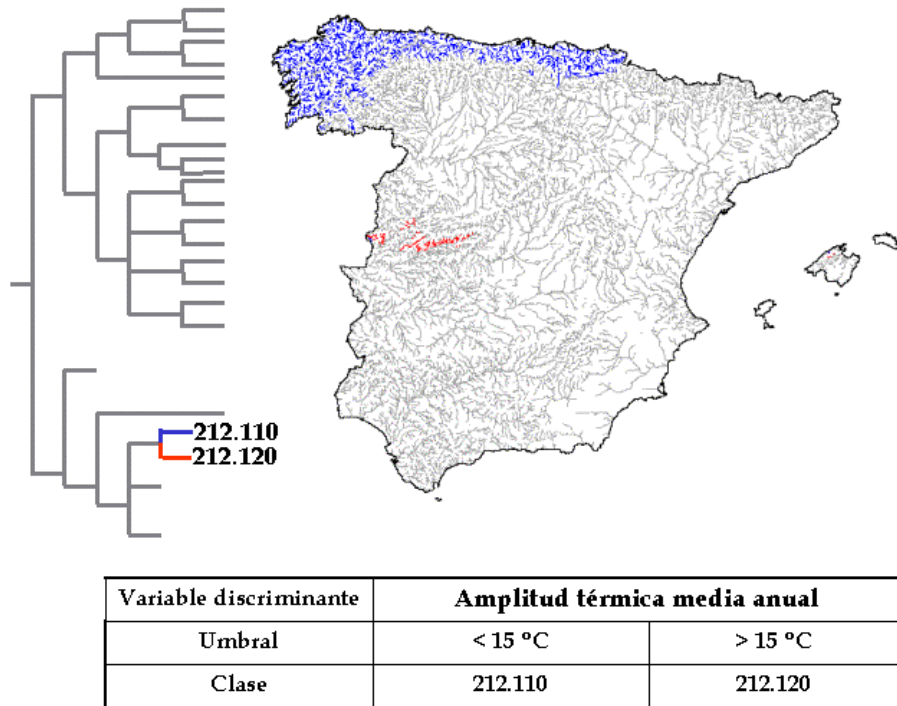 212.110
212.120
Variable discriminante Amplitud térmica media anual
Umbral < 15 ºC > 15 ºC
Clase 212.110 212.120